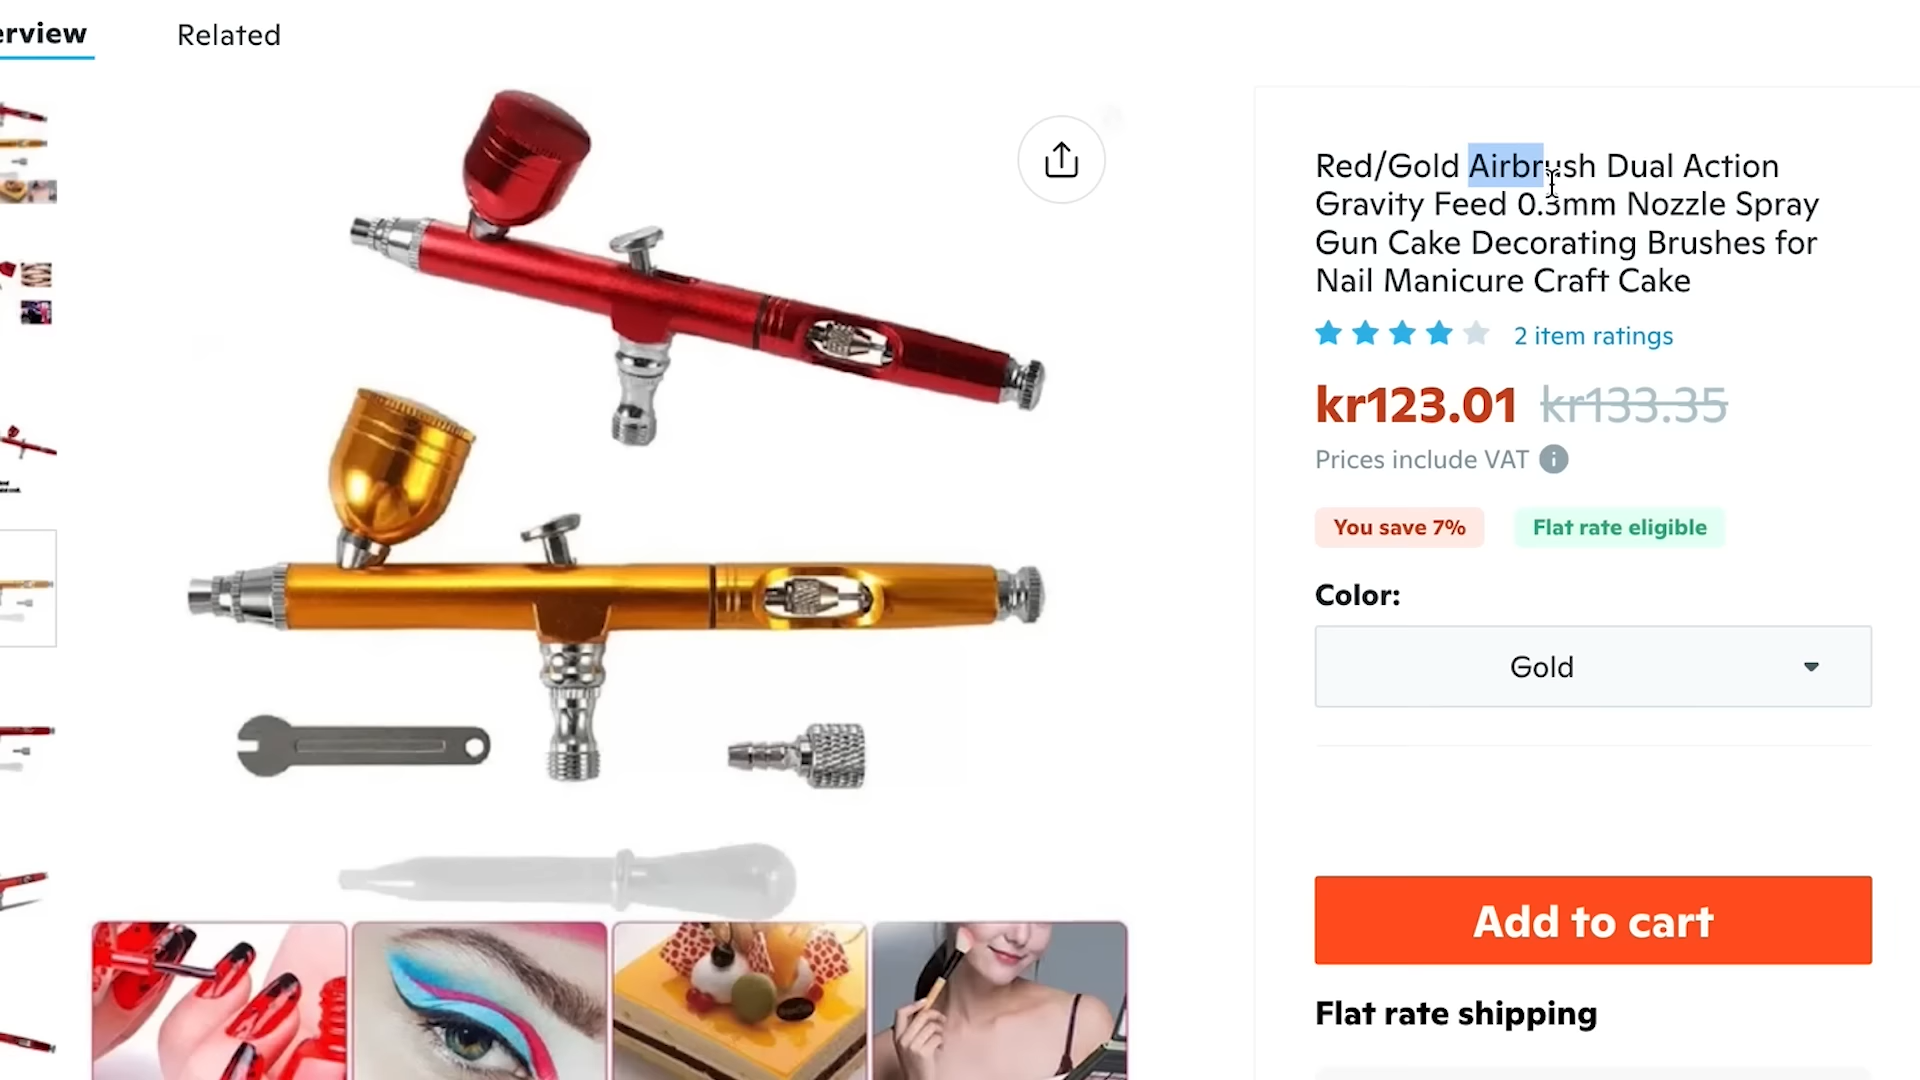 erview
Related
Red/Gold Airbrush Dual Action
Gravity Feed 0.3mm Nozzle Spray
Gun Cake Decorating Brushes for
Nail Manicure Craft Cake
2 item ratings
kr123.01 kr133.35
Prices include VAT
You save 7%
Flat rate eligible
Color:
Gold
Add to cart
Flat rate shipping